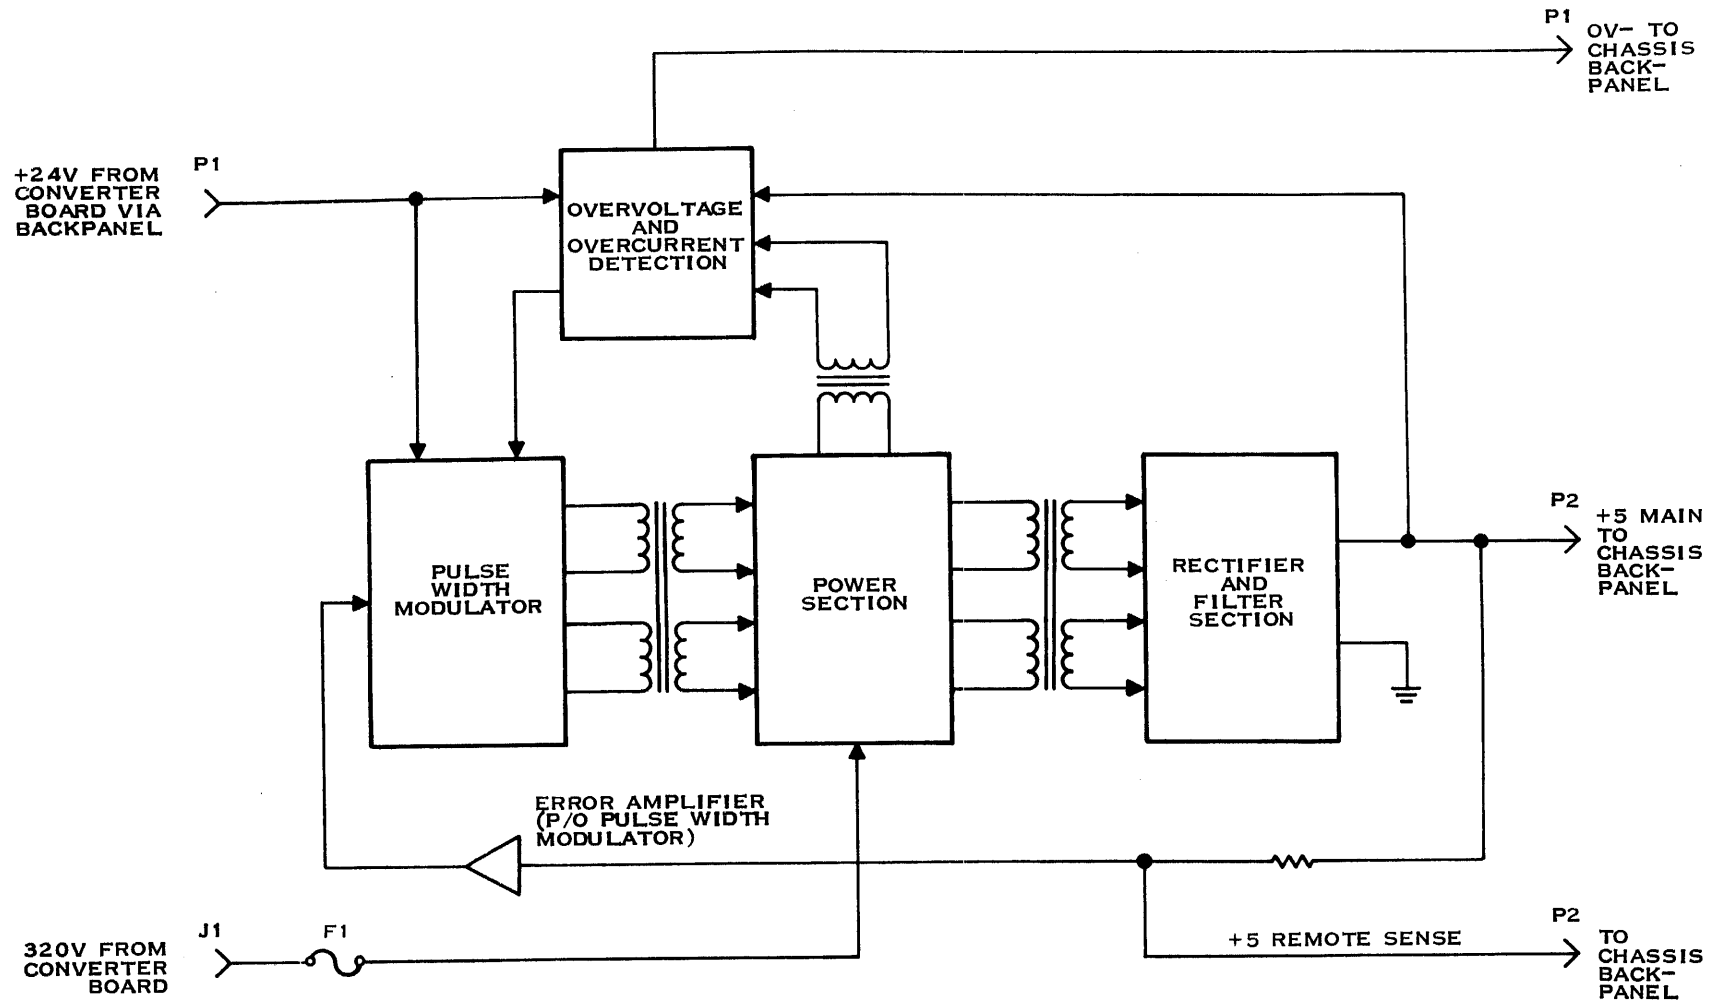 P1
OV- TO
CHASSIS
BACK-
PANEL
P1
+24V FROM
CONVERTER
BOARD VIA
BACKPANEL
OVERVOLTAGE
AND
OVERCURRENT
DETECTION
PULSE
WIDTH
MODULATOR
POWER
SECTION
RECTIFIER
AND
FILTER
SECTION
P2
+5 MAIN
TO
CHASSIS
BACK-
PANEL
ERROR AMPLIFIER
(P/O PULSE WIDTH
MODULATOR)
J1
F1
320V FROM
CONVERTER
BOARD
+5 REMOTE SENSE
P2
TO
CHASSIS
BACK-
PANEL